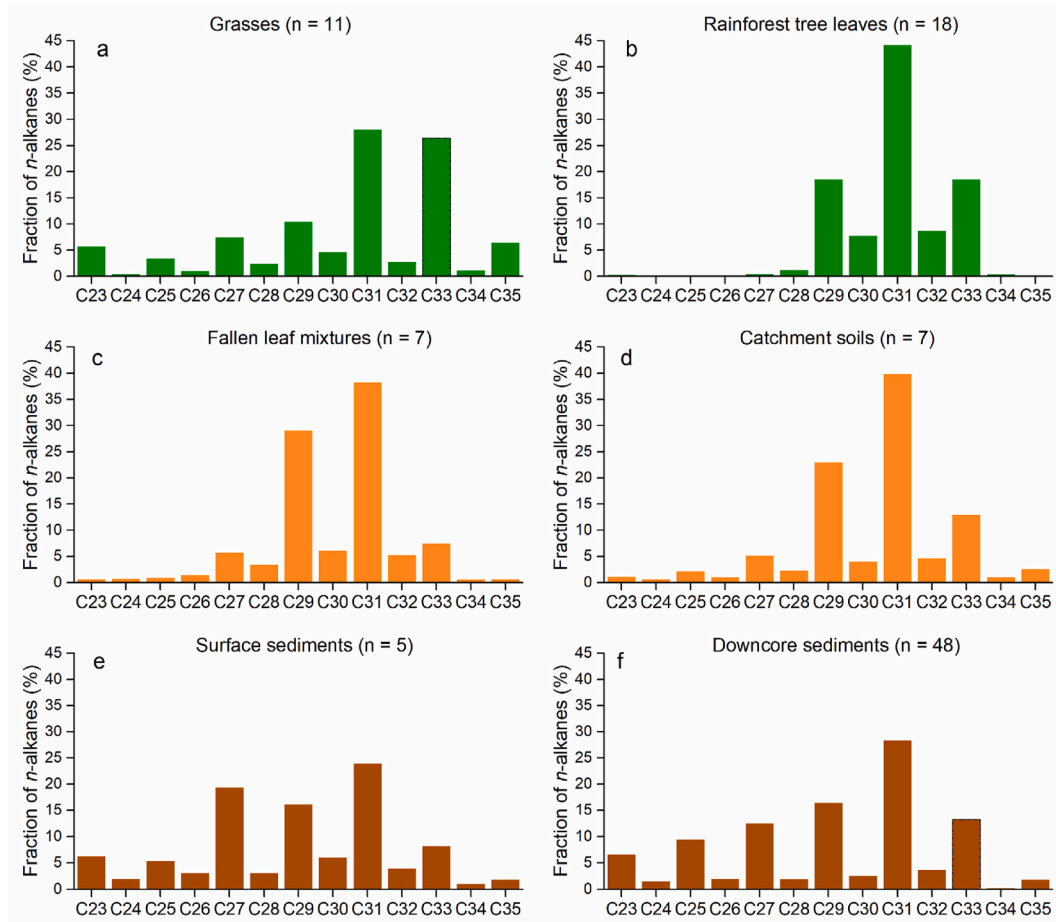 Grasses (n = 11)
a
Fraction of n-alkanes (%)
45
40
35
30
25
20
15
10
5
0
C23 C24 C25 C26 C27 C28 C29 C30 C31 C32 C33 C34 C35
Rainforest tree leaves (n = 18)
b
Fraction of n-alkanes (%)
45
40
35
30
25
20
15
10
5
0
C23 C24 C25 C26 C27 C28 C29 C30 C31 C32 C33 C34 C35
Fallen leaf mixtures (n = 7)
c
Fraction of n-alkanes (%)
45
40
35
30
25
20
15
10
5
0
C23 C24 C25 C26 C27 C28 C29 C30 C31 C32 C33 C34 C35
Catchment soils (n = 7)
d
Fraction of n-alkanes (%)
45
40
35
30
25
20
15
10
5
0
C23 C24 C25 C26 C27 C28 C29 C30 C31 C32 C33 C34 C35
Surface sediments (n = 5)
e
Fraction of n-alkanes (%)
45
40
35
30
25
20
15
10
5
0
C23 C24 C25 C26 C27 C28 C29 C30 C31 C32 C33 C34 C35
Downcore sediments (n = 48)
f
Fraction of n-alkanes (%)
45
40
35
30
25
20
15
10
5
0
C23 C24 C25 C26 C27 C28 C29 C30 C31 C32 C33 C34 C35